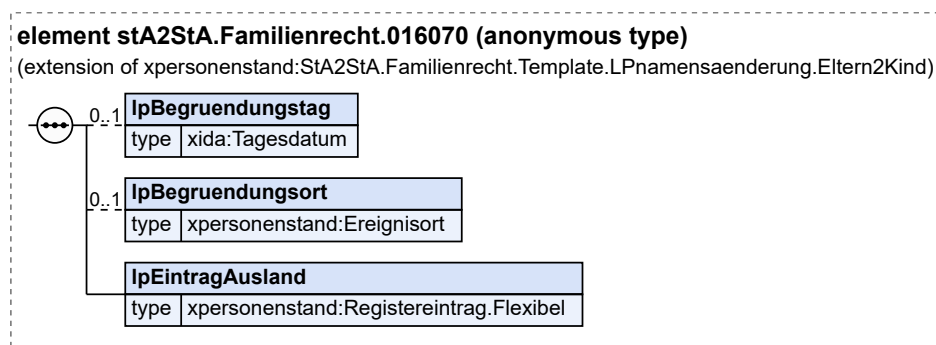 element stA2StA.Familienrecht.016070 (anonymous type)
(extension of xpersonenstand:StA2StA.Familienrecht.Template.LPnamensaenderung.Eltern2Kind)
0..1 lpBegruendungstag
type xida:Tagesdatum
0..1 lpBegruendungsort
type xpersonenstand:Ereignisort
lpEintragAusland
type xpersonenstand:Registereintrag.Flexibel